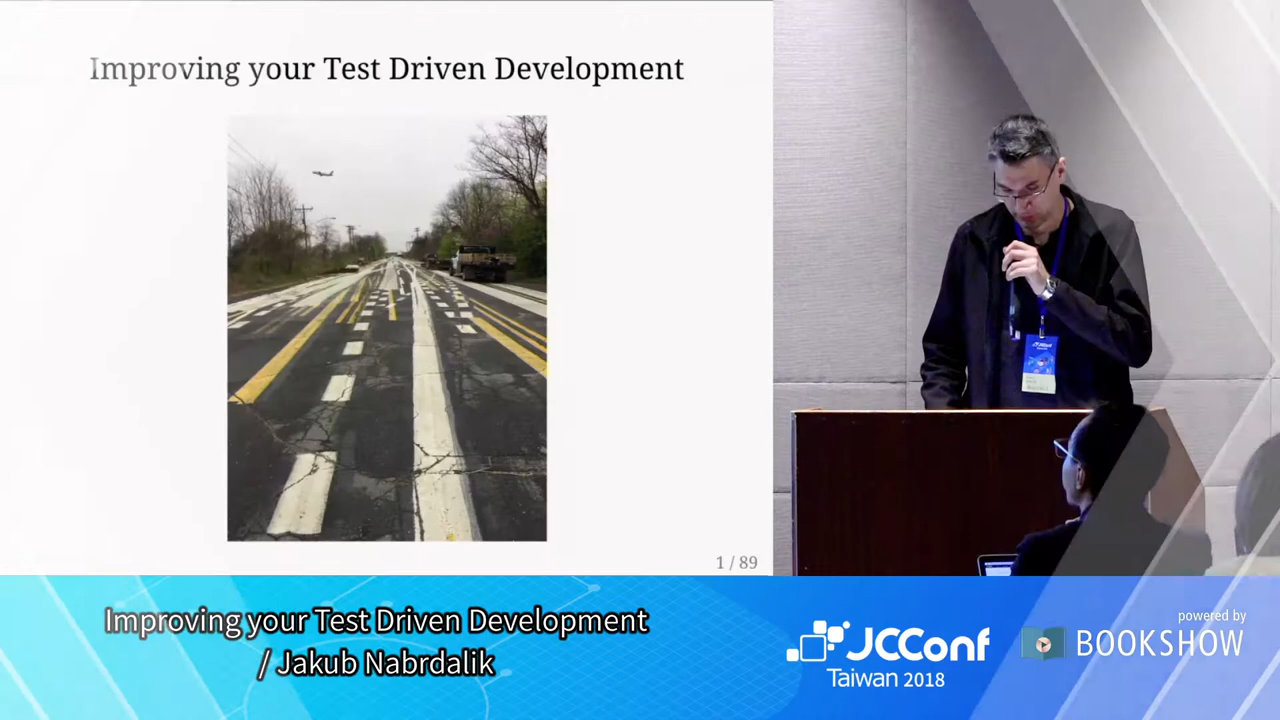 Improving your Test Driven Development
1 / 89
Improving your Test Driven Development
/ Jakub Nabrdalik
JCConf
Taiwan 2018
powered by
BOOKSHOW